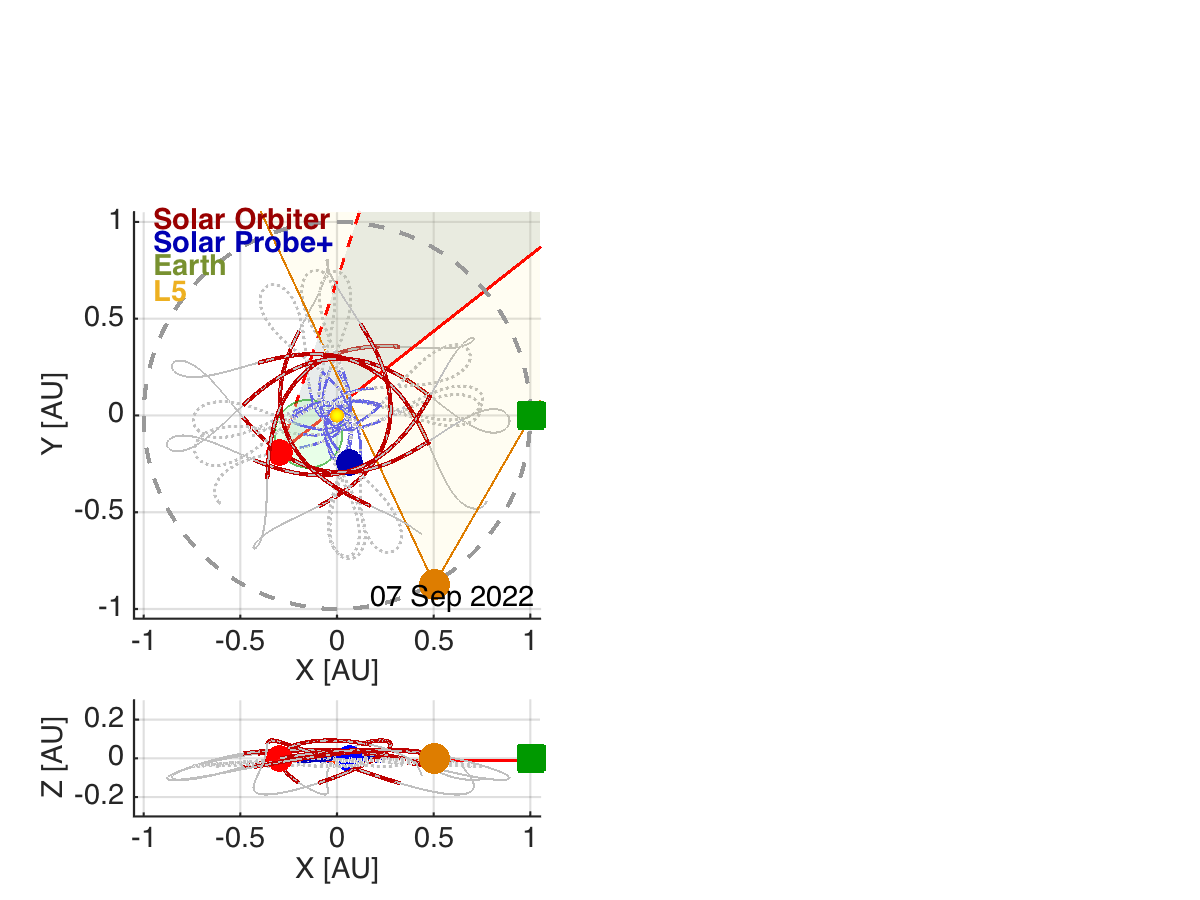 Solar Orbiter
Solar Probe+
Earth
L5
1
0.5
0
-0.5
-1
Y [AU]
07 Sep 2022
-1 -0.5 0 0.5 1
X [AU]
0.2
0
-0.2
Z [AU]
-1 -0.5 0 0.5 1
X [AU]